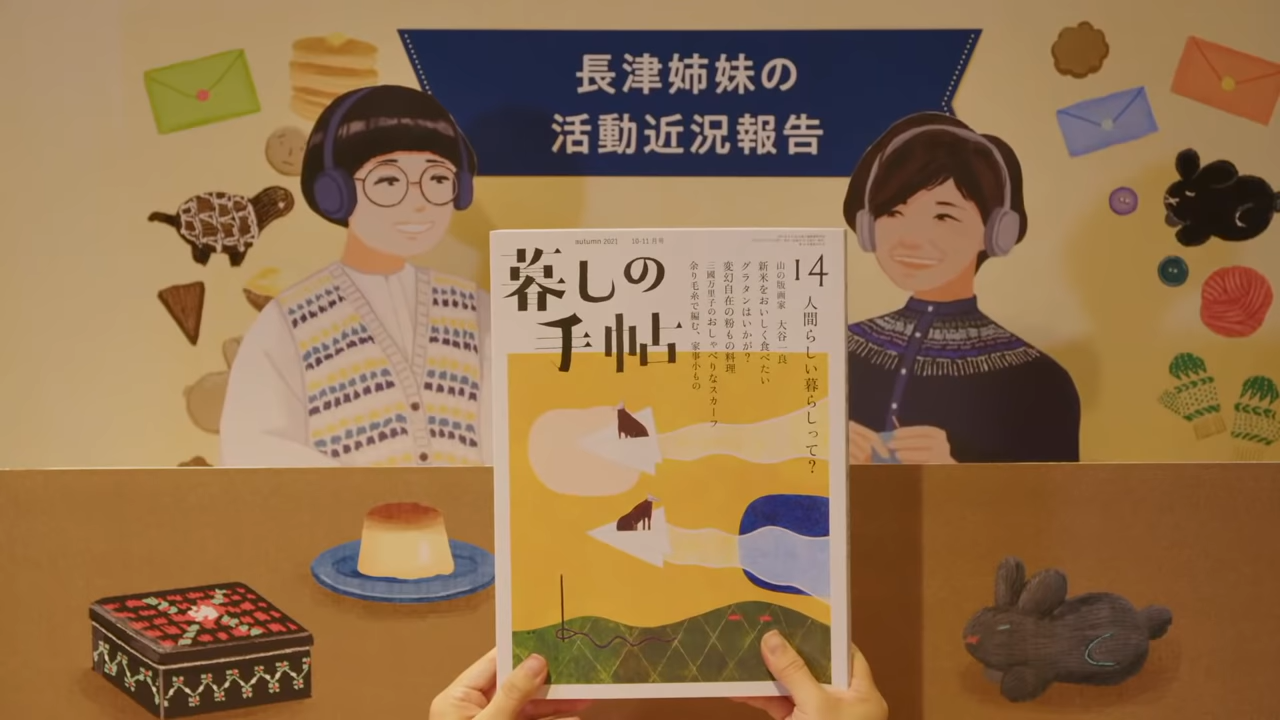 長津姉妹の
活動近況報告
autumn 2021 10-11月号
暮しの
手帖
14
人間らしい暮らしって？
山の版画家 大谷一良
新米をおいしく食べたい
グラタンはいかが？
変幻自在の粉もの料理
三國万里子のおしゃべりなスカーフ
余り毛糸で編む、家事小もの